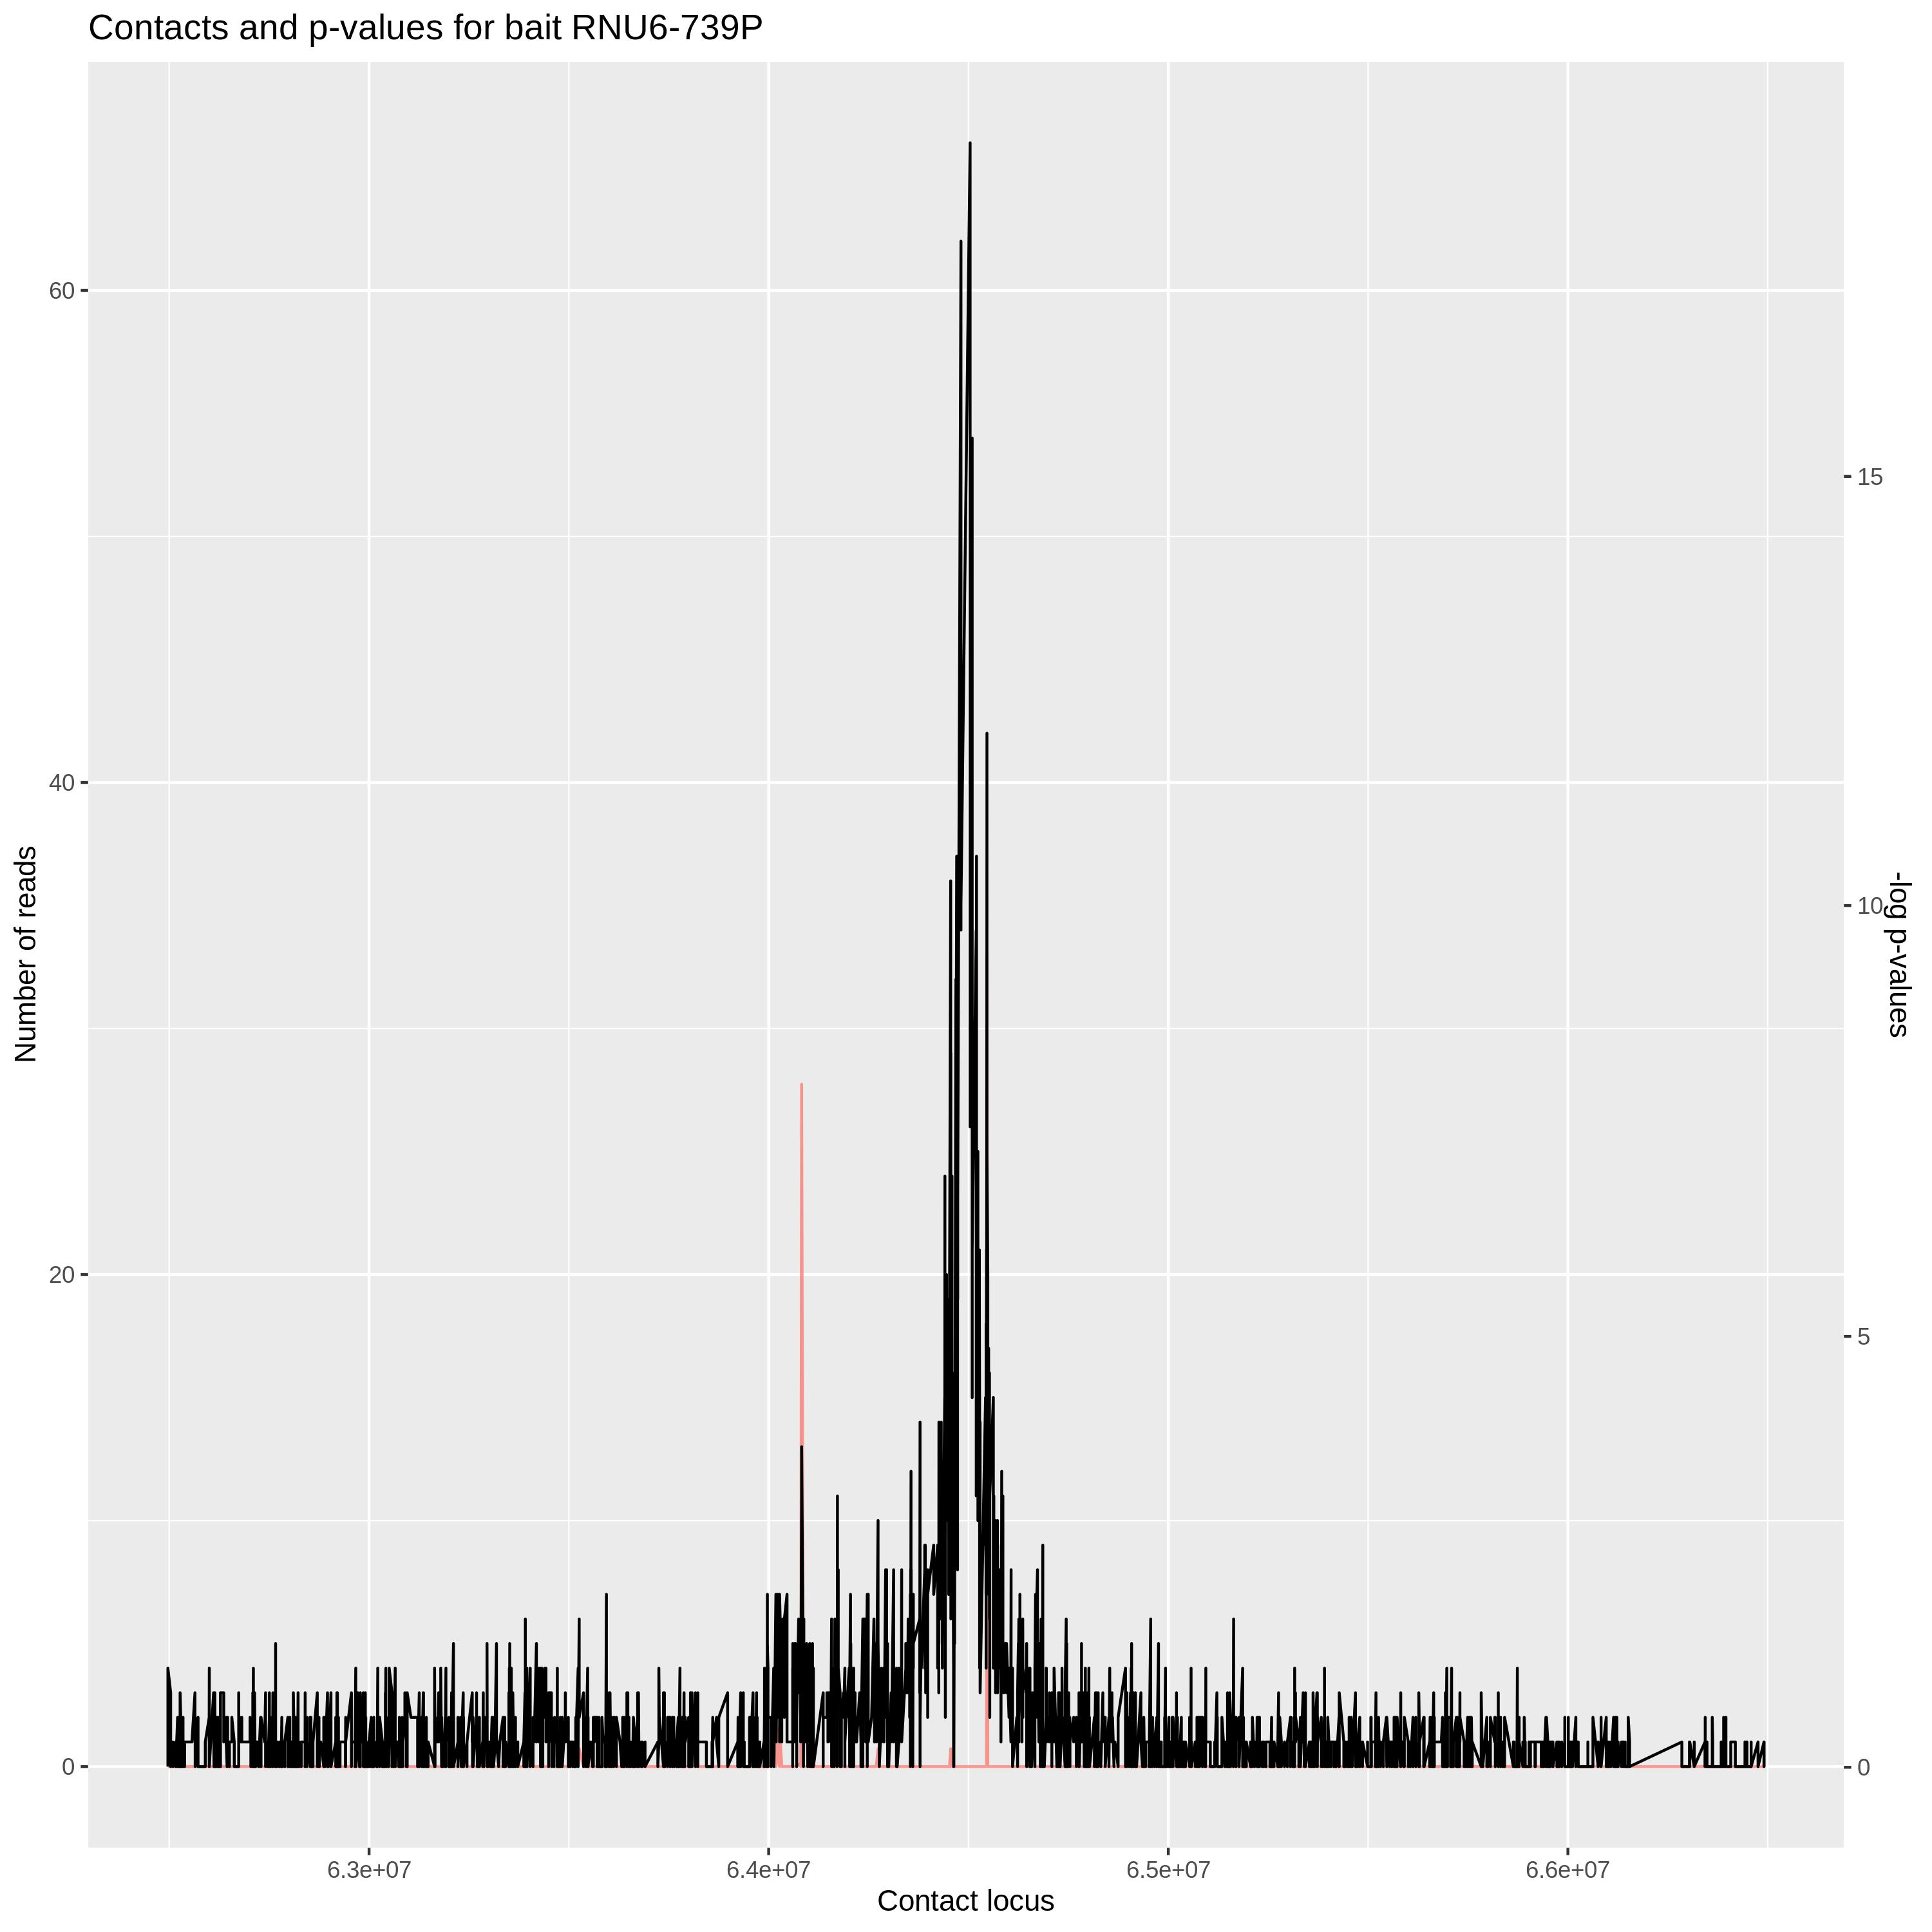 Contacts and p-values for bait RNU6-739P
60
40
20
0
Number of reads
15
10
5
0
-log p-values
6.3e+07
6.4e+07
6.5e+07
6.6e+07
Contact locus